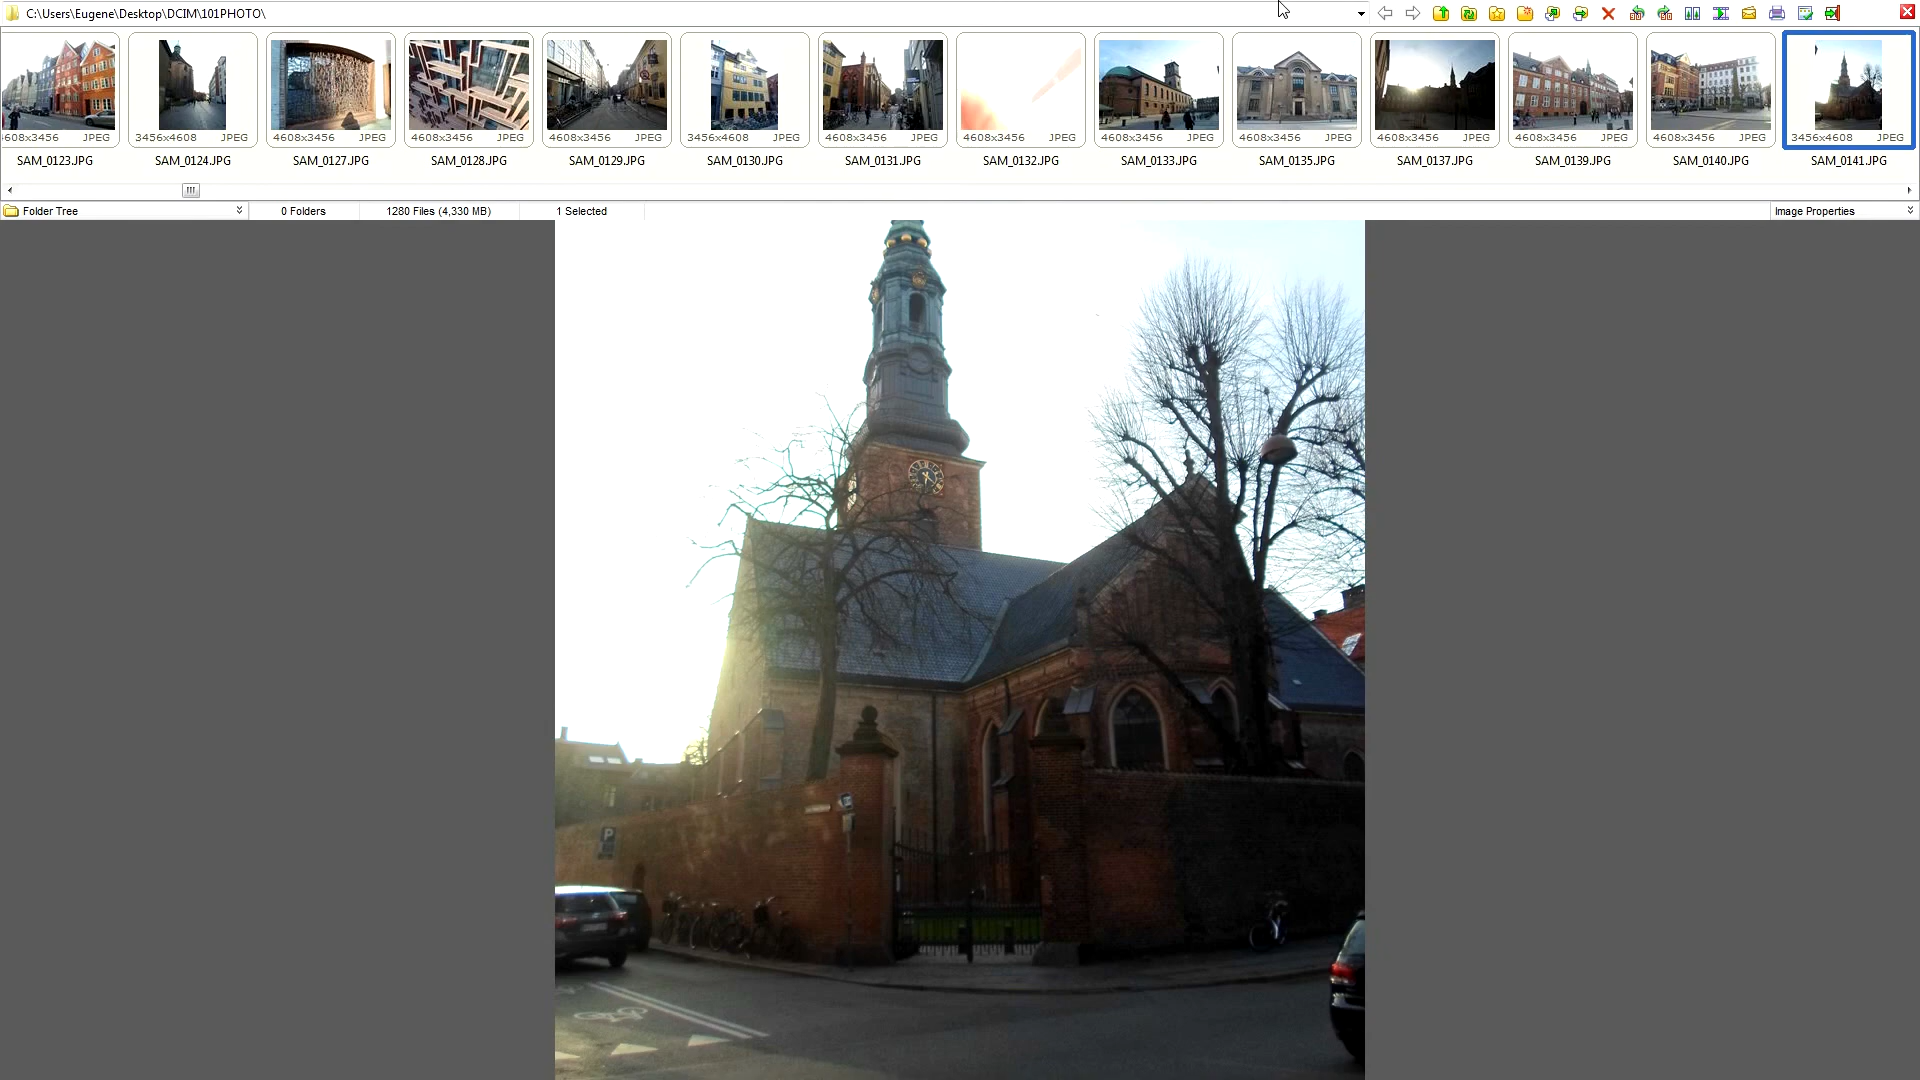 C:\Users\Eugene\Desktop\DCIM\101PHOTO\
4608x3456 JPEG
3456x4608 JPEG
4608x3456 JPEG
4608x3456 JPEG
4608x3456 JPEG
3456x4608 JPEG
4608x3456 JPEG
4608x3456 JPEG
4608x3456 JPEG
4608x3456 JPEG
4608x3456 JPEG
4608x3456 JPEG
4608x3456 JPEG
3456x4608 JPEG
SAM_0123.JPG
SAM_0124.JPG
SAM_0127.JPG
SAM_0128.JPG
SAM_0129.JPG
SAM_0130.JPG
SAM_0131.JPG
SAM_0132.JPG
SAM_0133.JPG
SAM_0135.JPG
SAM_0137.JPG
SAM_0139.JPG
SAM_0140.JPG
SAM_0141.JPG
Folder Tree
0 Folders
1280 Files (4,330 MB)
1 Selected
Image Properties
P